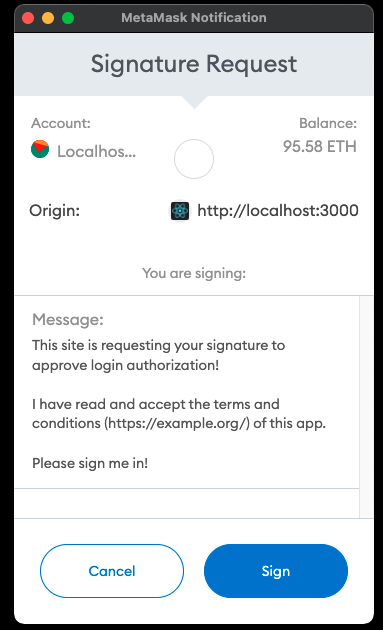 MetaMask Notification
Signature Request
Account:
Balance:
Localhos...
95.58 ETH
Origin:
http://localhost:3000
You are signing:
Message:
This site is requesting your signature to
approve login authorization!
I have read and accept the terms and
conditions (https://example.org/) of this app.
Please sign me in!
Cancel
Sign